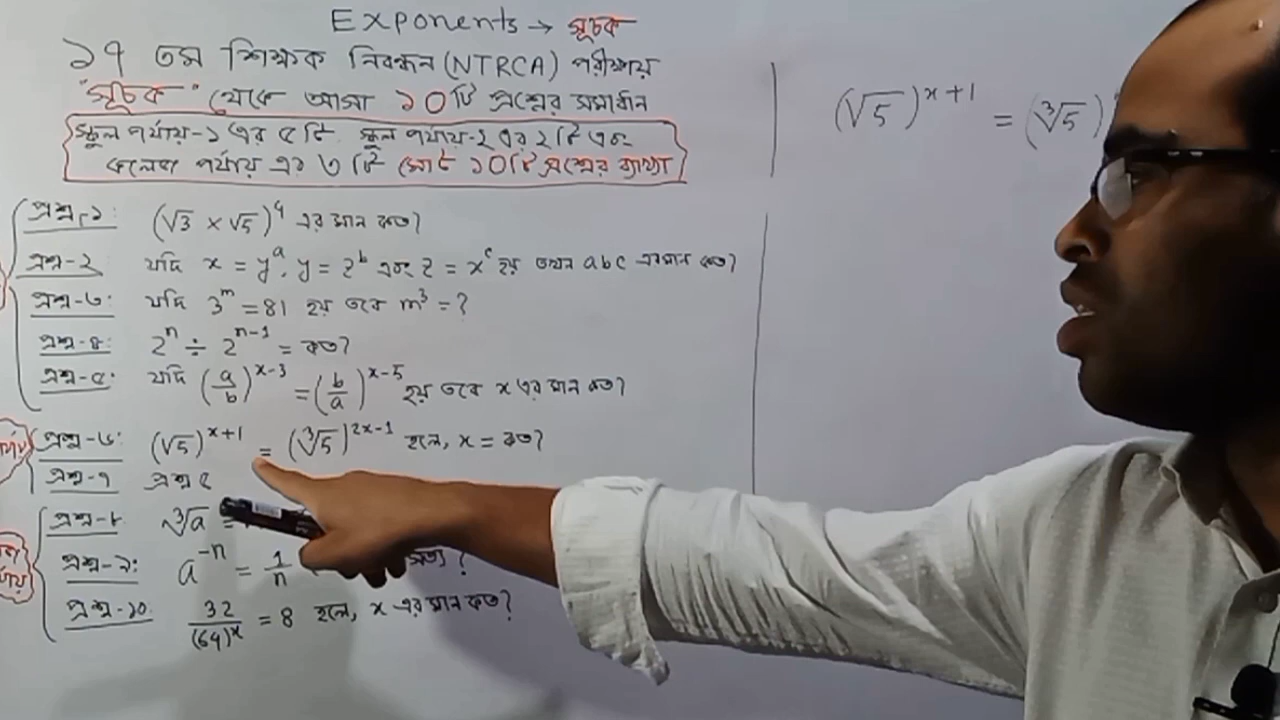 Exponents → সূচক
১৭ তম শিক্ষক নিবন্ধন (NTRCA) পরীক্ষায়
"সূচক" থেকে আসা ১০টি প্রশ্নের সমাধান
স্কুল পর্যায়-১ এর ৫টি, স্কুল পর্যায়-২ এর ২টি এবং
কলেজ পর্যায় এর ৩টি মোট ১০টি প্রশ্নের ব্যাখ্যা
প্রশ্ন-১: (√3 × √5)⁴ এর মান কত?
প্রশ্ন-২ যদি x = yᵃ, y = zᵇ এবং z = xᶜ হয় তখন abc এর মান কত?
প্রশ্ন-৩: যদি 3ᵐ = 81 হয় তবে m³ = ?
প্রশ্ন-৪: 2ⁿ ÷ 2ⁿ⁻¹ = কত?
প্রশ্ন-৫: যদি (a/b)ˣ⁻³ = (b/a)ˣ⁻⁵ হয় তবে x এর মান কত?
প্রশ্ন-৬: (√5)ˣ⁺¹ = (∛5)²ˣ⁻¹ হলে, x = কত?
প্রশ্ন-৭ প্রশ্ন ৫
প্রশ্ন-৮ ∛a =
প্রশ্ন-৯: a⁻ⁿ = 1/n সত্য?
প্রশ্ন-১০ 32/(64)ˣ = 8 হলে, x এর মান কত?
(√5)ˣ⁺¹ = (∛5)